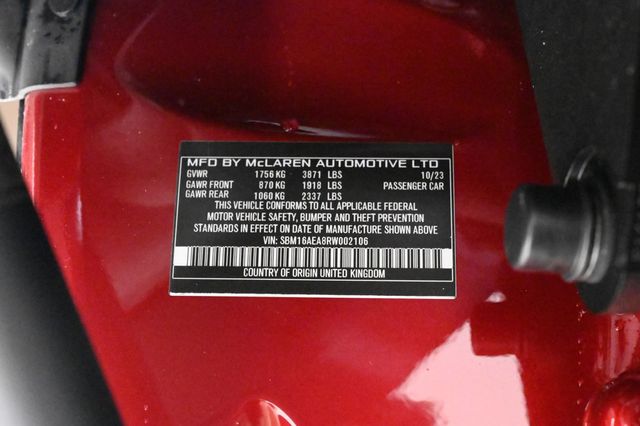 MFD BY McLAREN AUTOMOTIVE LTD
GVWR 1756 KG 3871 LBS 10/23
GAWR FRONT 870 KG 1918 LBS PASSENGER CAR
GAWR REAR 1060 KG 2337 LBS
THIS VEHICLE CONFORMS TO ALL APPLICABLE FEDERAL
MOTOR VEHICLE SAFETY, BUMPER AND THEFT PREVENTION
STANDARDS IN EFFECT ON DATE OF MANUFACTURE SHOWN ABOVE
VIN: SBM16AEA8RW002106
COUNTRY OF ORIGIN UNITED KINGDOM